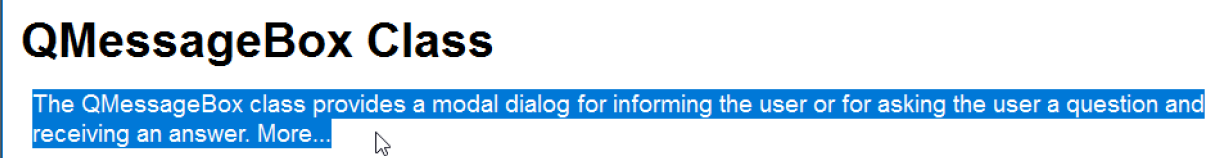 QMessageBox Class
The QMessageBox class provides a modal dialog for informing the user or for asking the user a question and
receiving an answer. More...